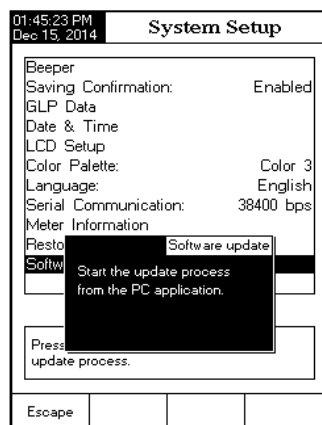 01:45:23 PM
Dec 15, 2014
System Setup
Beeper
Saving Confirmation: Enabled
GLP Data
Date & Time
LCD Setup
Color Palette: Color 3
Language: English
Serial Communication: 38400 bps
Meter Information
Resto
Softw
Software update
Start the update process
from the PC application.
Press
update process.
Escape